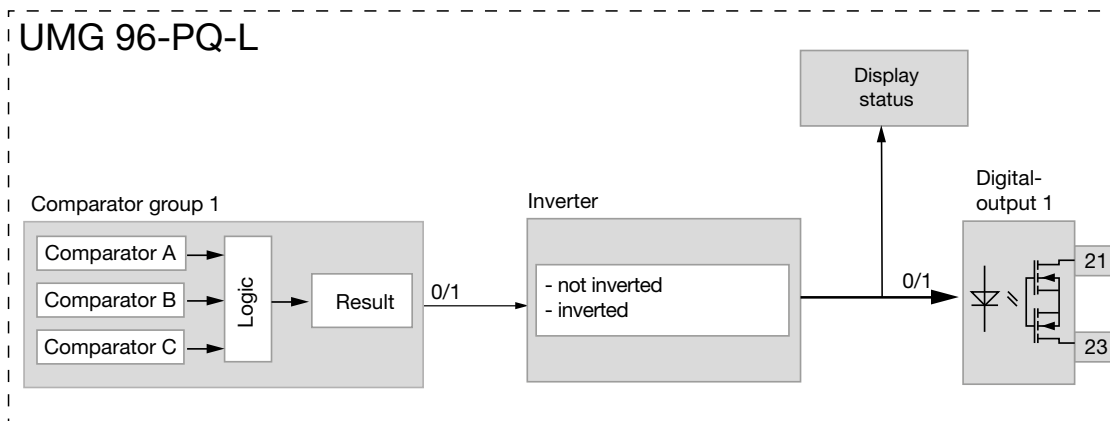 UMG 96-PQ-L
Display
status
Digital-
output 1
Comparator group 1
Inverter
Comparator A
Comparator B
Comparator C
Logic
Result
0/1
- not inverted
- inverted
0/1
21
23